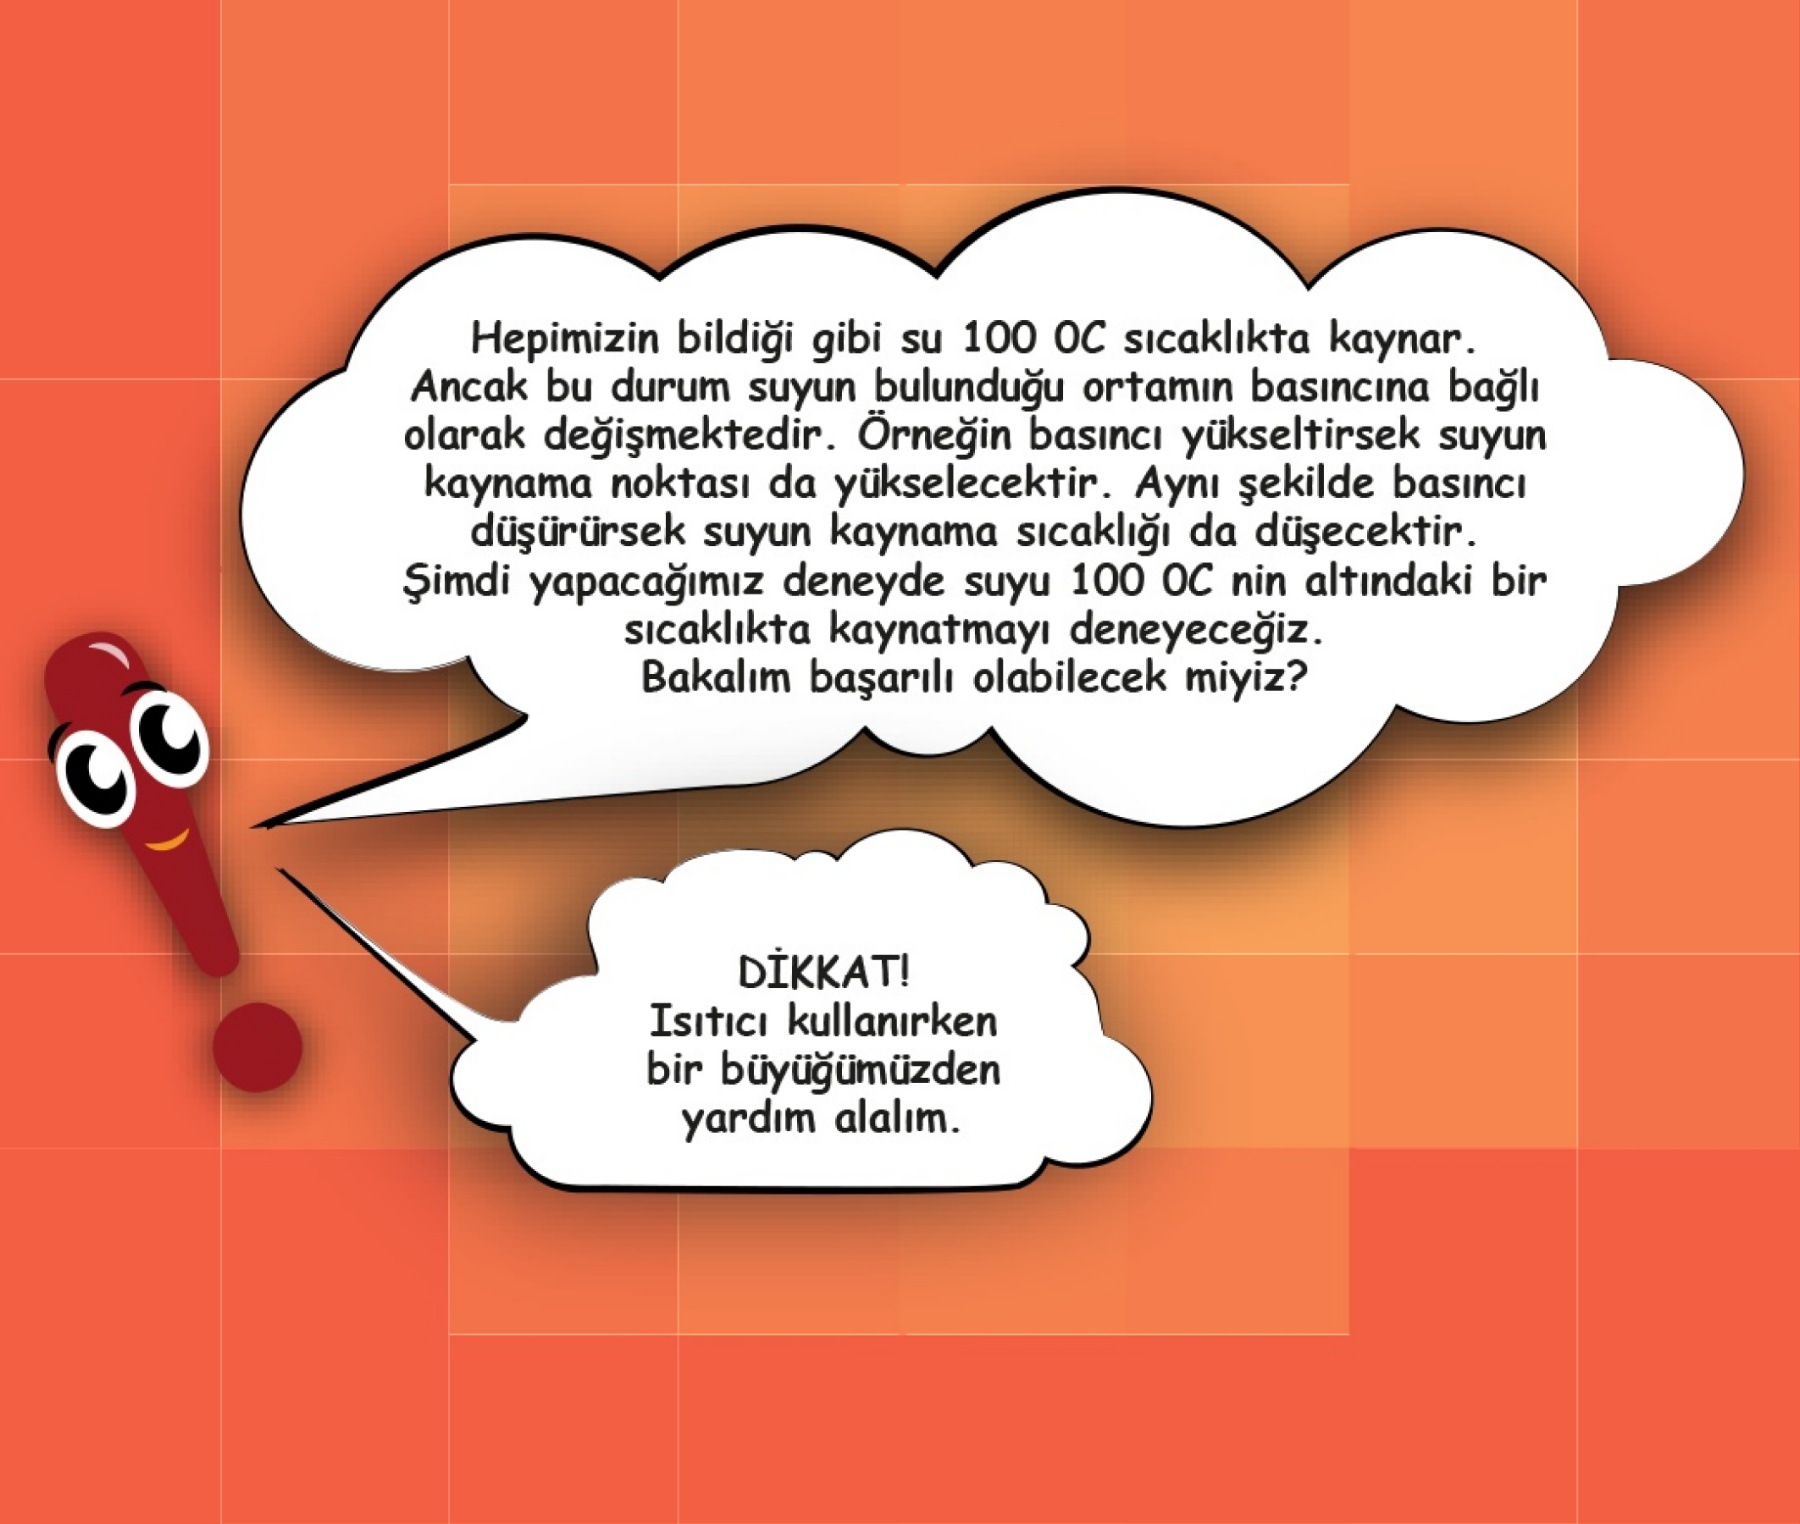 Hepimizin bildiği gibi su 100 0C sıcaklıkta kaynar.
Ancak bu durum suyun bulunduğu ortamın basıncına bağlı
olarak değişmektedir. Örneğin basıncı yükseltirsek suyun
kaynama noktası da yükselecektir. Aynı şekilde basıncı
düşürürsek suyun kaynama sıcaklığı da düşecektir.
Şimdi yapacağımız deneyde suyu 100 0C nin altındaki bir
sıcaklıkta kaynatmayı deneyeceğiz.
Bakalım başarılı olabilecek miyiz?
DİKKAT!
Isıtıcı kullanırken
bir büyüğümüzden
yardım alalım.